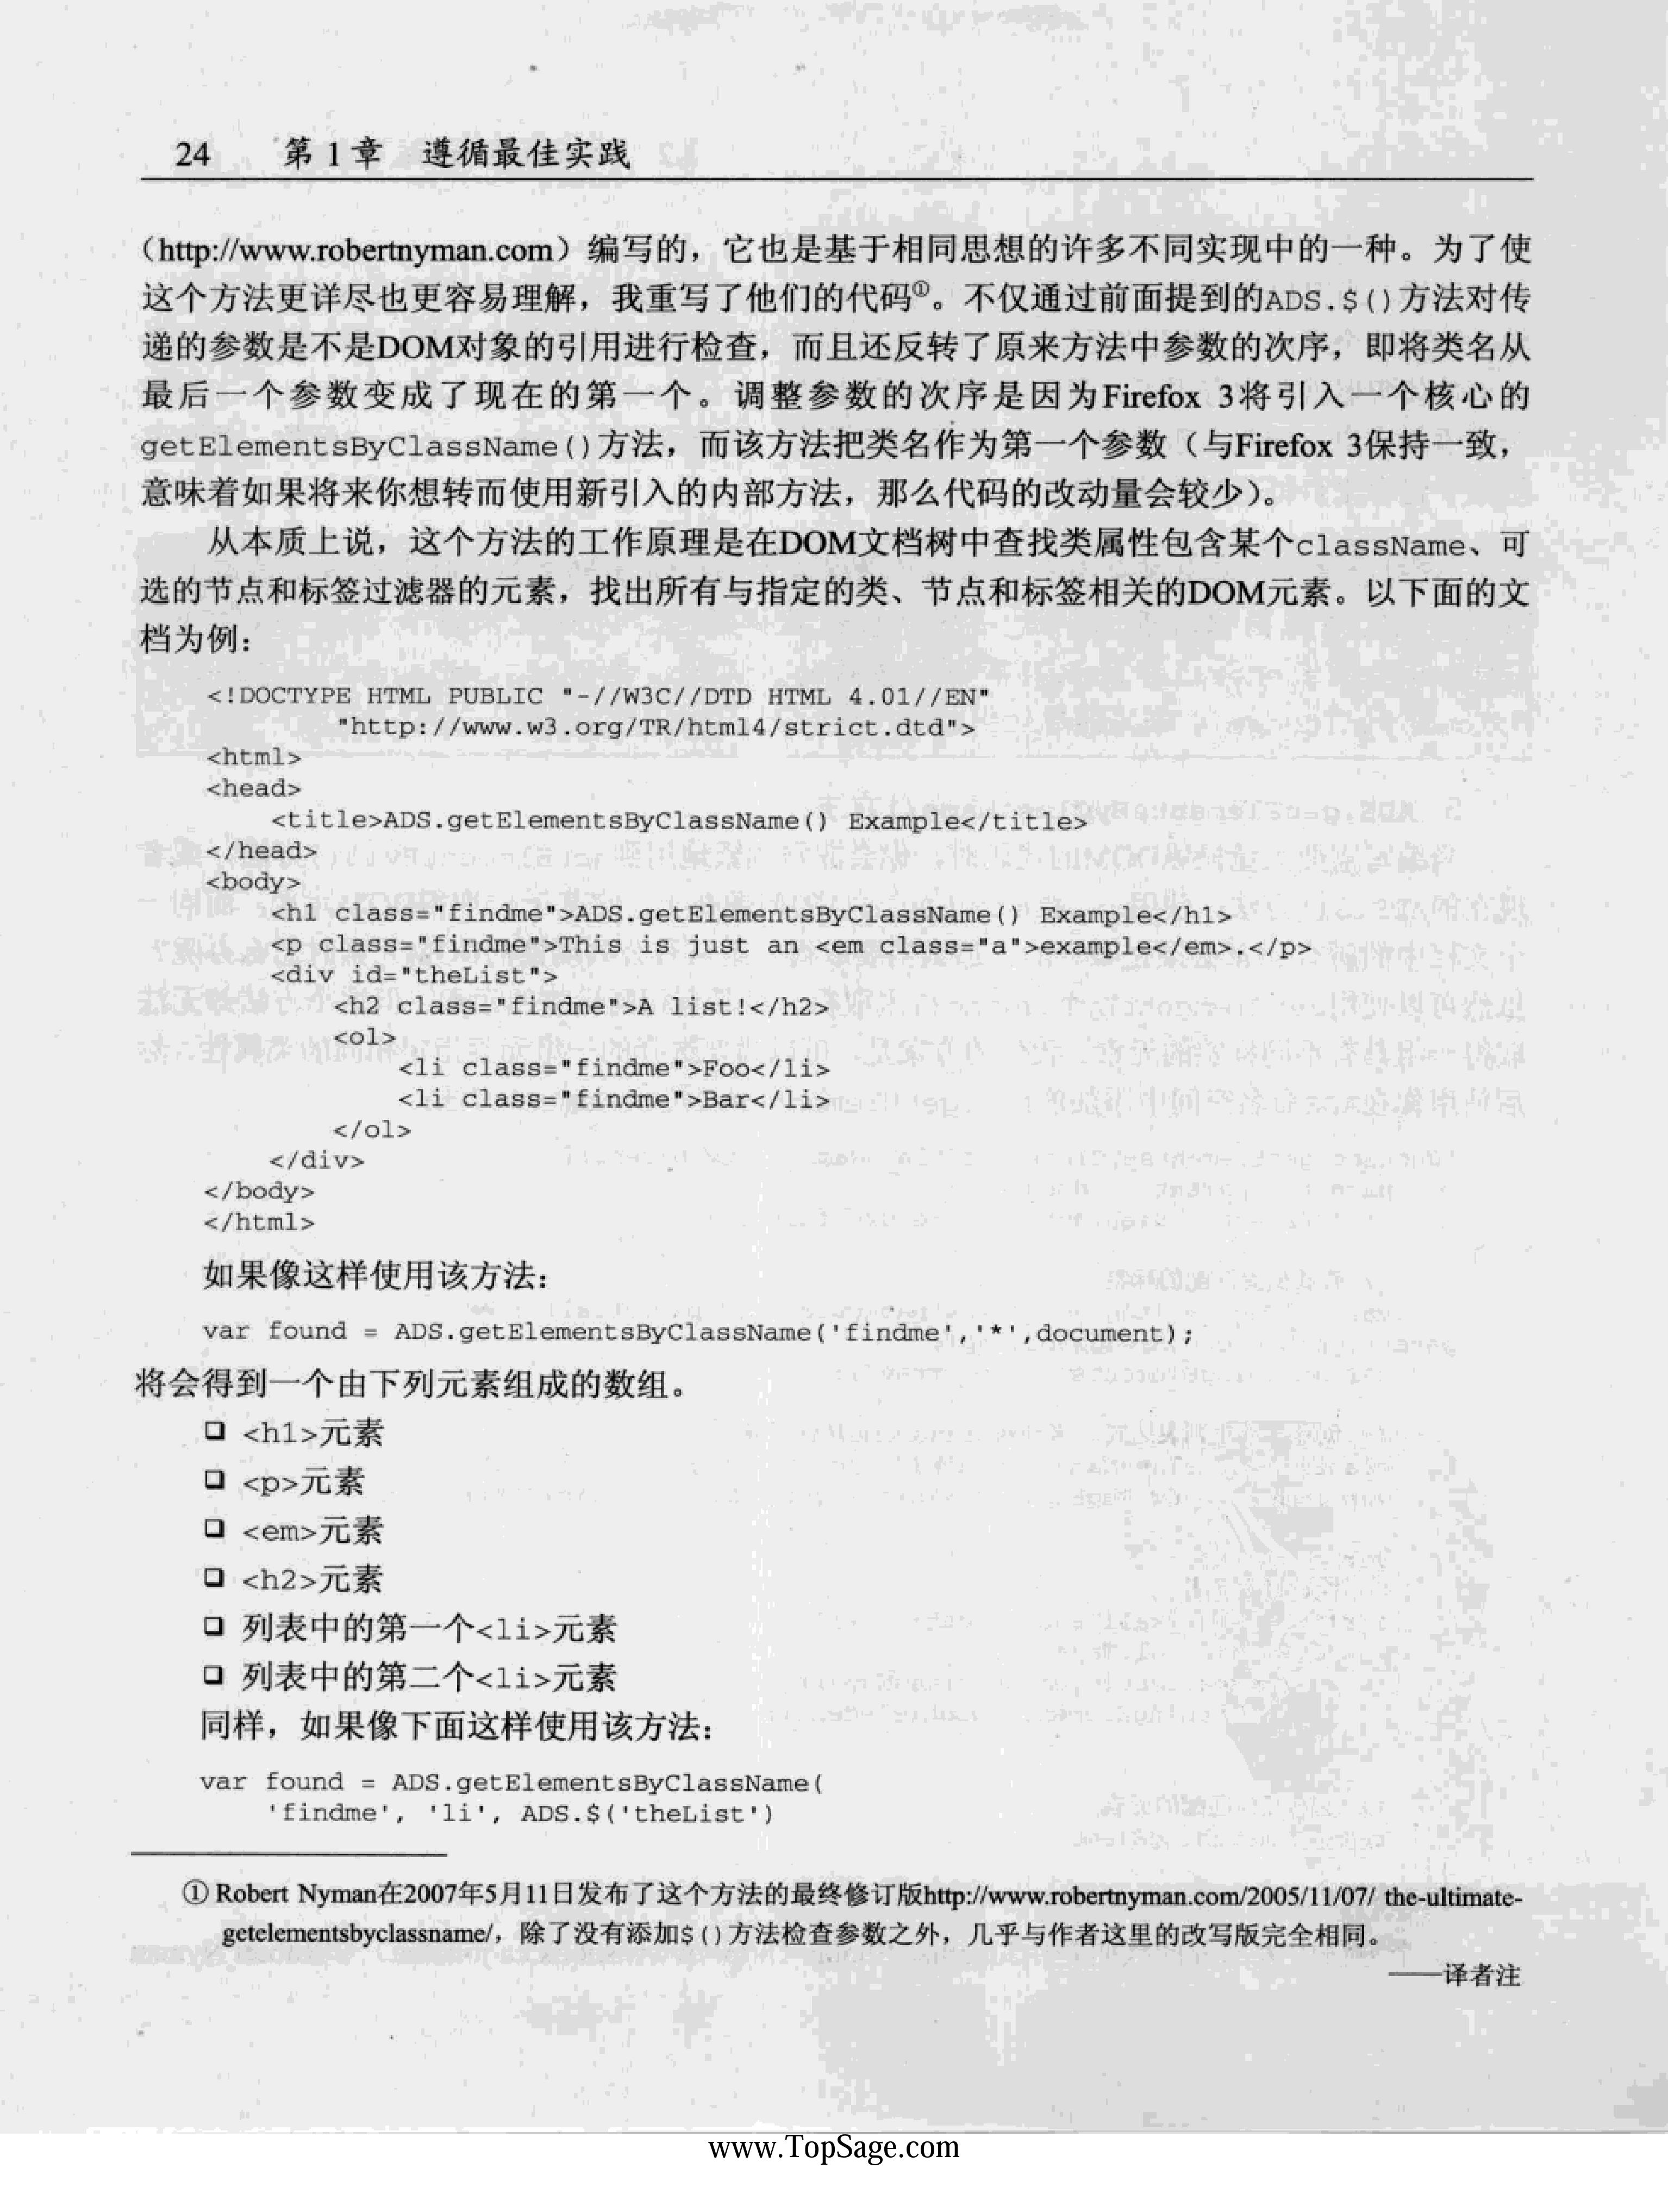 24 第 1 章 遵循最佳实践
（http://www.robertnyman.com）编写的，它也是基于相同思想的许多不同实现中的一种。为了使
这个方法更详尽也更容易理解，我重写了他们的代码①。不仅通过前面提到的ADS.$()方法对传
递的参数是不是DOM对象的引用进行检查，而且还反转了原来方法中参数的次序，即将类名从
最后一个参数变成了现在的第一个。调整参数的次序是因为Firefox 3将引入一个核心的
getElementsByClassName()方法，而该方法把类名作为第一个参数（与Firefox 3保持一致，
意味着如果将来你想转而使用新引入的内部方法，那么代码的改动量会较少）。
从本质上说，这个方法的工作原理是在DOM文档树中查找类属性包含某个className、可
选的节点和标签过滤器的元素，找出所有与指定的类、节点和标签相关的DOM元素。以下面的文
档为例：
<!DOCTYPE HTML PUBLIC "-//W3C//DTD HTML 4.01//EN"
"http://www.w3.org/TR/html4/strict.dtd">
<html>
<head>
<title>ADS.getElementsByClassName() Example</title>
</head>
<body>
<h1 class="findme">ADS.getElementsByClassName() Example</h1>
<p class="findme">This is just an <em class="a">example</em>.</p>
<div id="theList">
<h2 class="findme">A list!</h2>
<ol>
<li class="findme">Foo</li>
<li class="findme">Bar</li>
</ol>
</div>
</body>
</html>
如果像这样使用该方法：
var found = ADS.getElementsByClassName('findme','*',document);
将会得到一个由下列元素组成的数组。
❑ <h1>元素
❑ <p>元素
❑ <em>元素
❑ <h2>元素
❑ 列表中的第一个<li>元素
❑ 列表中的第二个<li>元素
同样，如果像下面这样使用该方法：
var found = ADS.getElementsByClassName(
'findme', 'li', ADS.$('theList')
① Robert Nyman在2007年5月11日发布了这个方法的最终修订版http://www.robertnyman.com/2005/11/07/ the-ultimate-
getelementsbyclassname/，除了没有添加$()方法检查参数之外，几乎与作者这里的改写版完全相同。
——译者注
www.TopSage.com